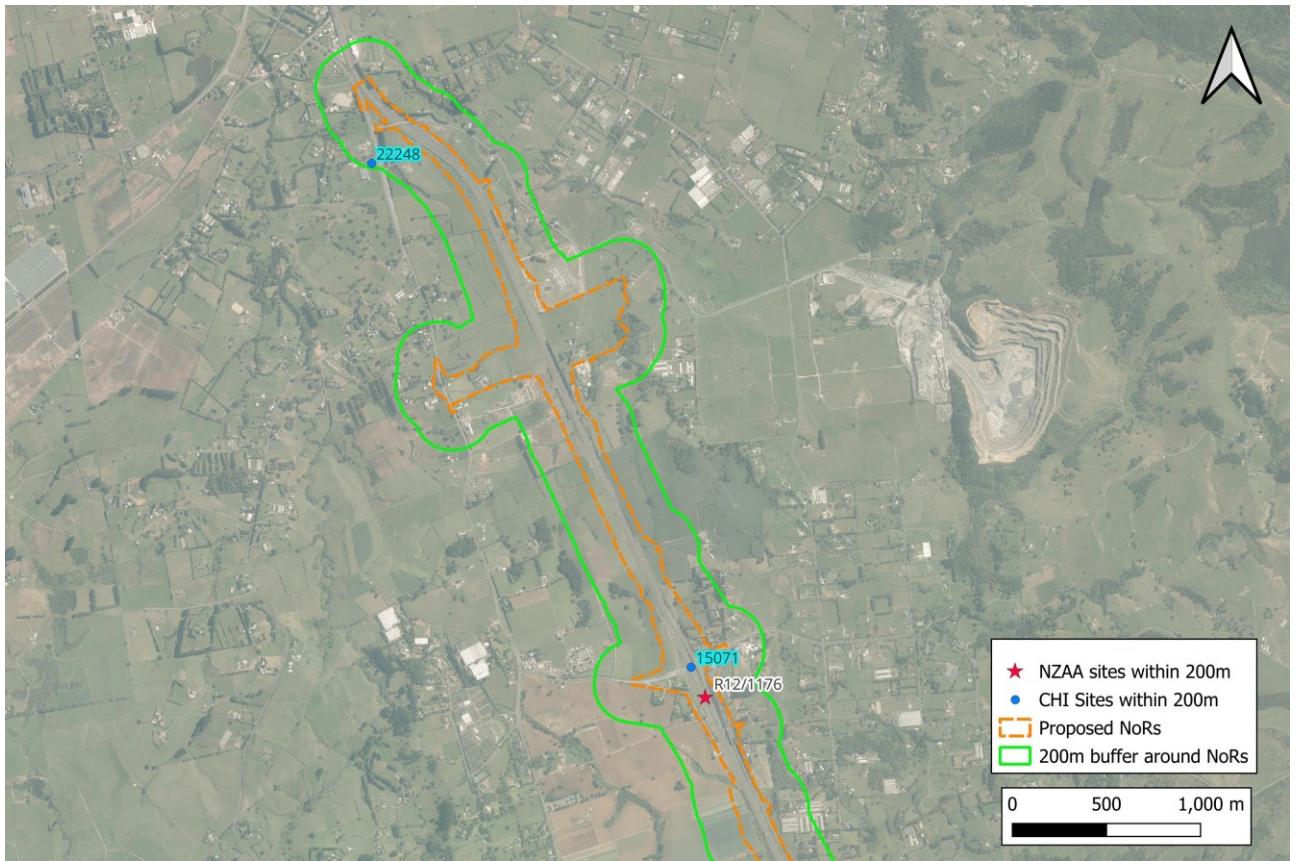 22248
15071
R12/1176
NZAA sites within 200m
CHI Sites within 200m
Proposed NoRs
200m buffer around NoRs
0 500 1,000 m